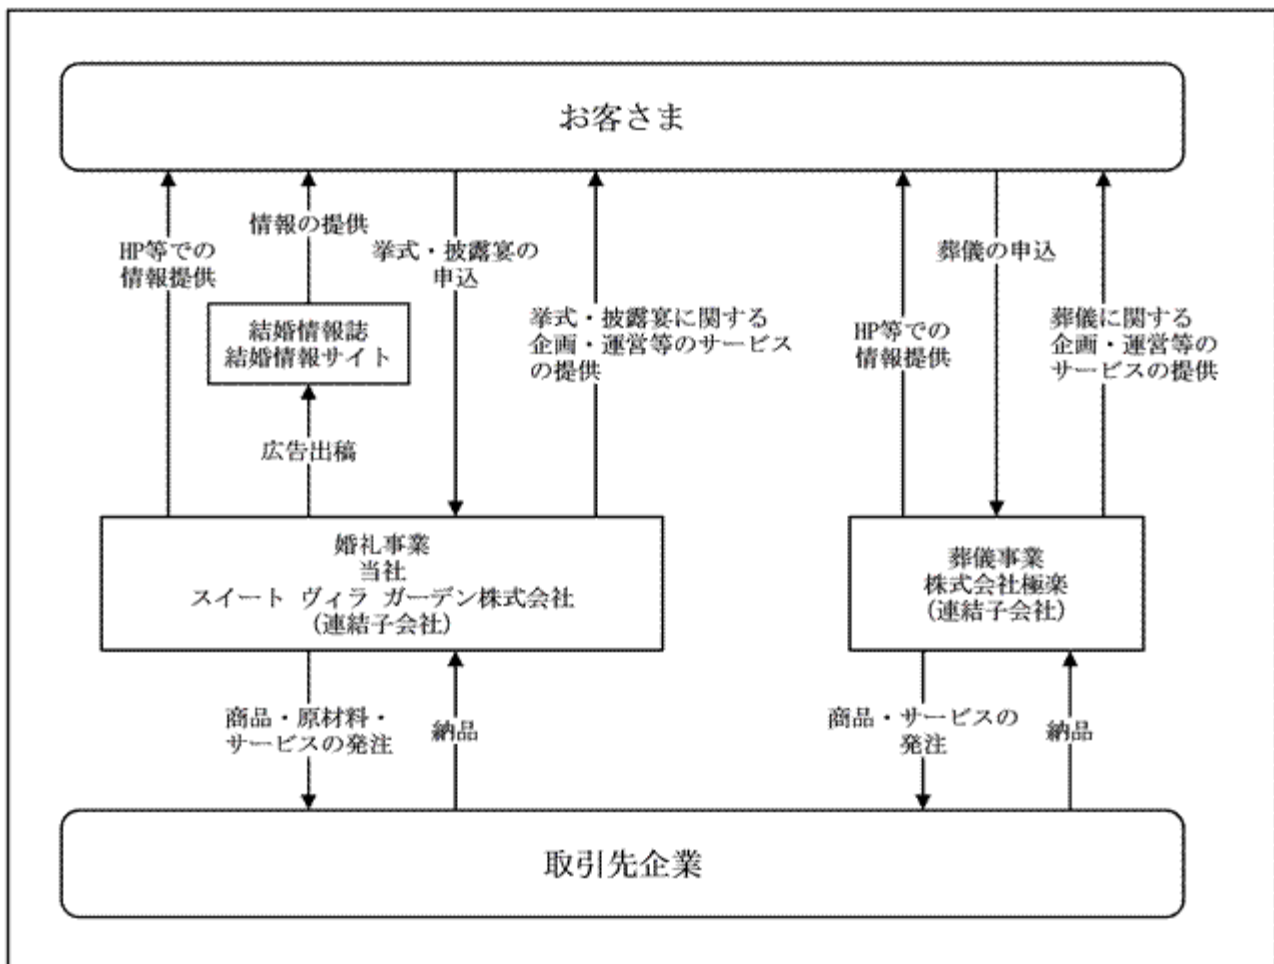 お客さま
HP等での
情報提供
情報の提供
結婚情報誌
結婚情報サイト
広告出稿
挙式・披露宴の
申込
挙式・披露宴に関する
企画・運営等のサービス
の提供
HP等での
情報提供
葬儀の申込
葬儀に関する
企画・運営等の
サービスの提供
婚礼事業
当社
スイート ヴィラ ガーデン株式会社
(連結子会社)
葬儀事業
株式会社極楽
(連結子会社)
商品・原材料・
サービスの発注
納品
商品・サービスの
発注
納品
取引先企業